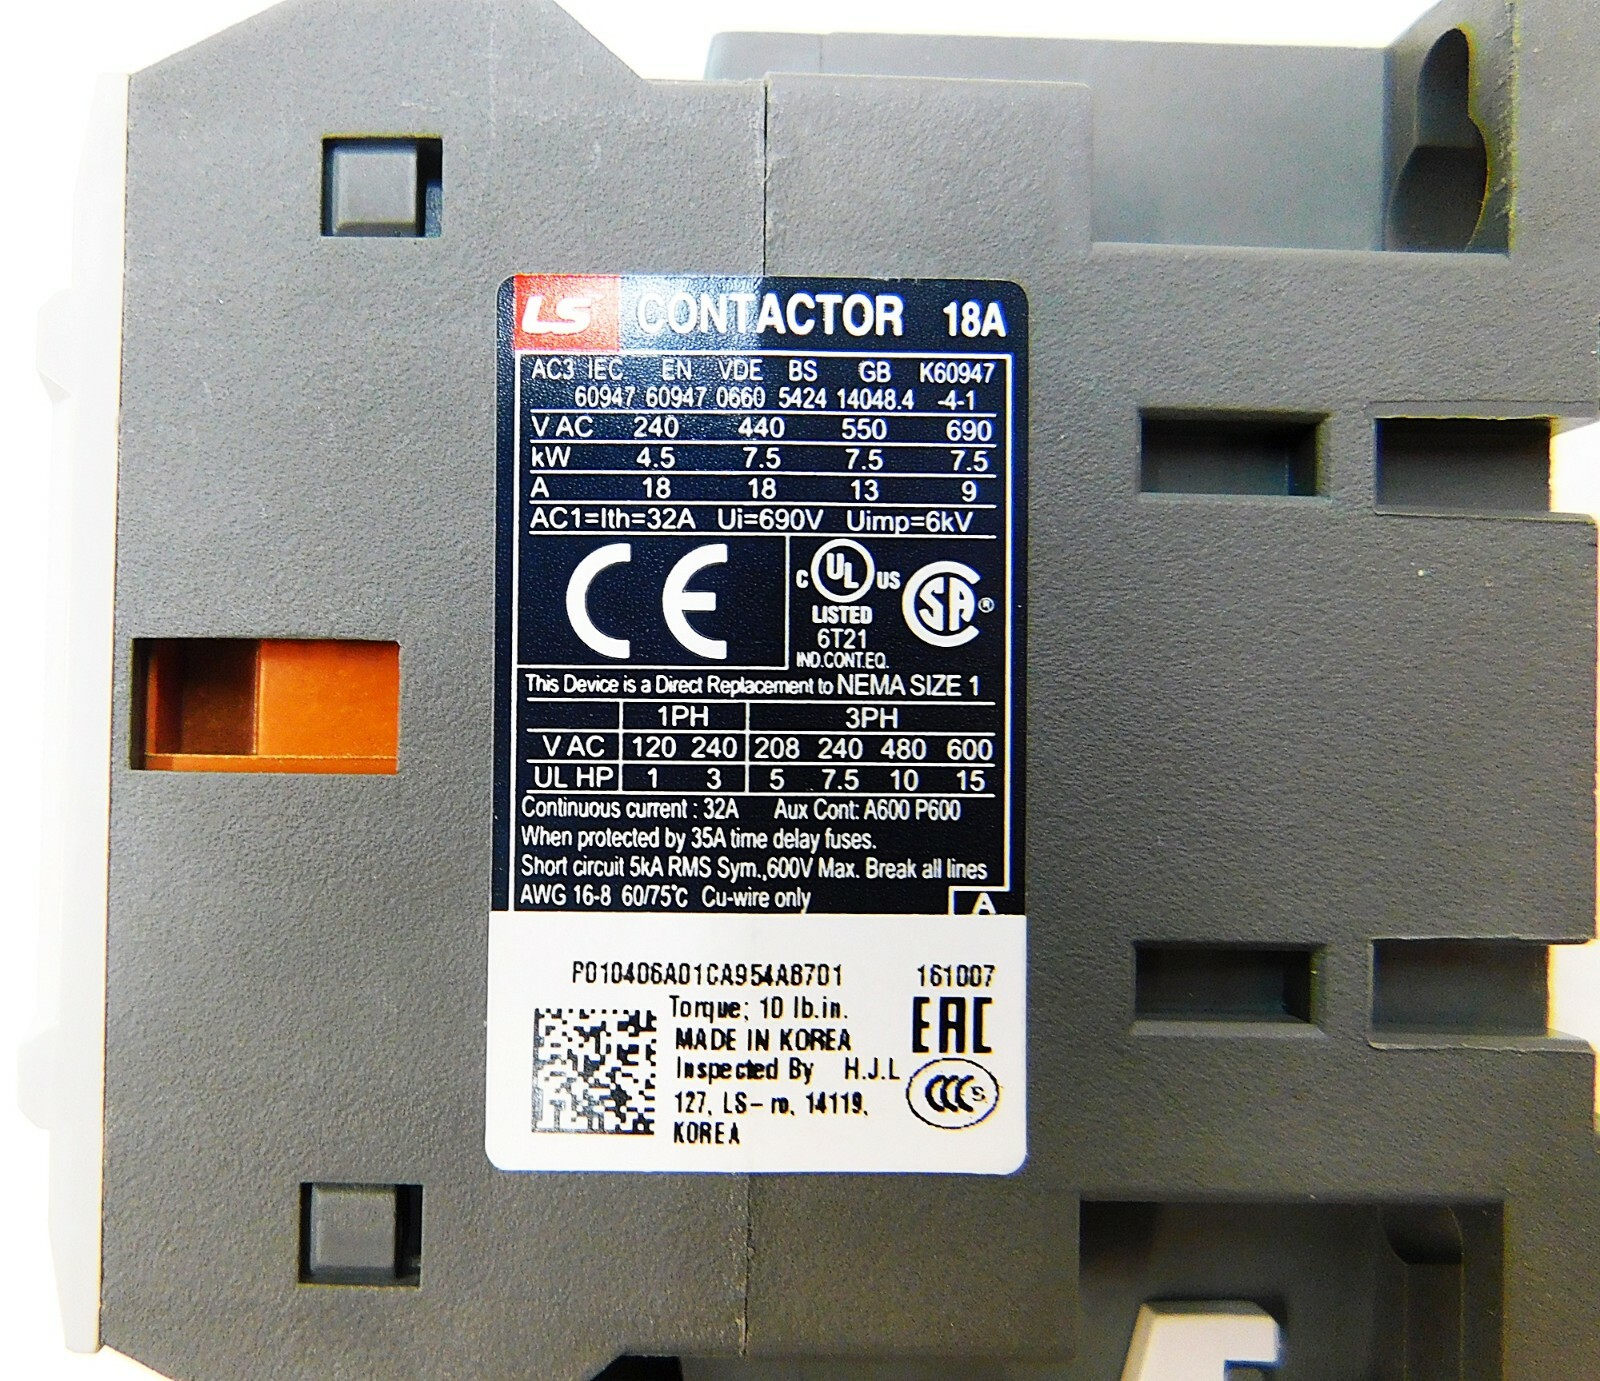 LS CONTACTOR 18A
AC3 IEC EN VDE BS GB K60947
60947 60947 0660 5424 14048.4 -4-1
V AC 240 440 550 690
kW 4.5 7.5 7.5 7.5
A 18 18 13 9
AC1=Ith=32A Ui=690V Uimp=6kV
CE
C UL US
LISTED
6T21
IND.CONT.EQ.
SA ®
This Device is a Direct Replacement to NEMA SIZE 1
1PH 3PH
V AC 120 240 208 240 480 600
UL HP 1 3 5 7.5 10 15
Continuous current : 32A Aux Cont: A600 P600
When protected by 35A time delay fuses.
Short circuit 5kA RMS Sym.,600V Max. Break all lines
AWG 16-8 60/75℃ Cu-wire only
A
P010406A01CA954A8701 161007
Torque; 10 lb.in.
MADE IN KOREA
Inspected By H.J.L
127, LS-ro, 14119,
KOREA
EAC
CCC S